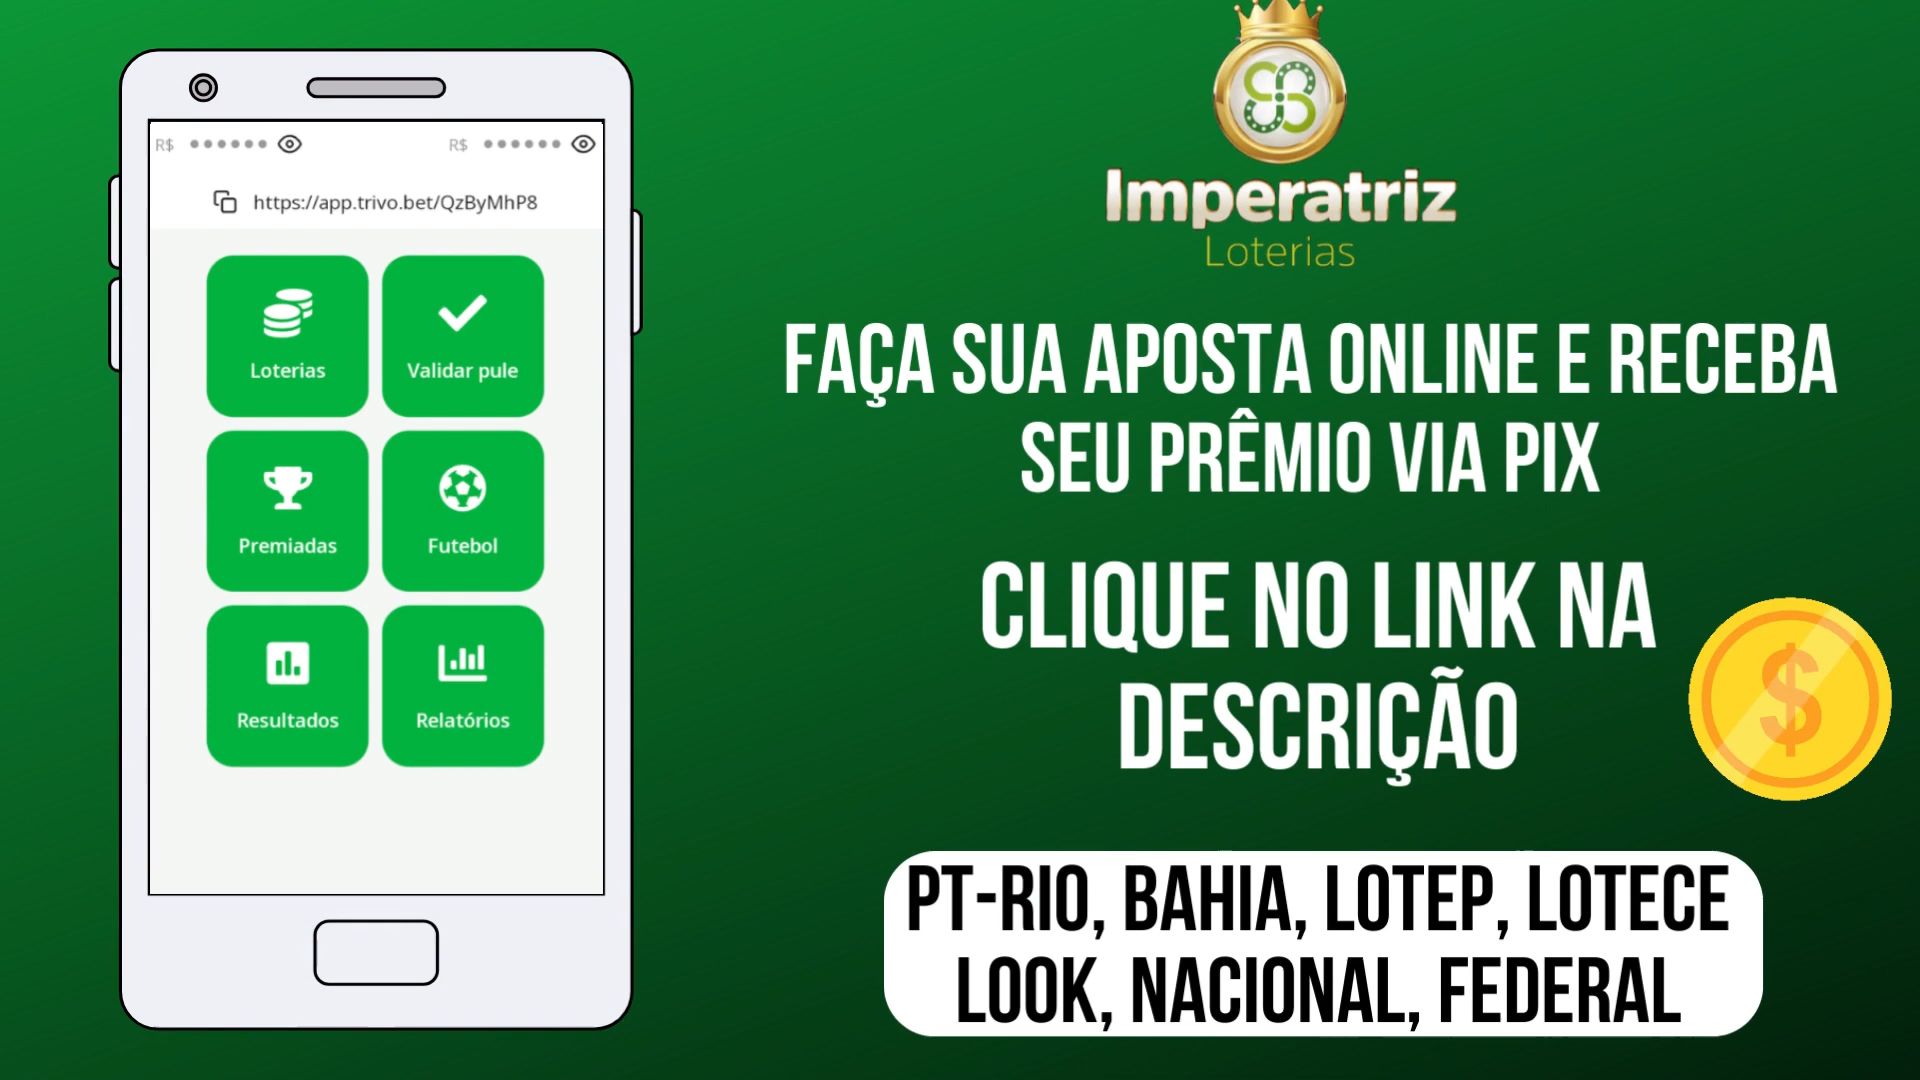 R$ R$
https://app.trivo.bet/QzByMhP8
Loterias
Validar pule
Premiadas
Futebol
Resultados
Relatórios
Imperatriz
Loterias
FAÇA SUA APOSTA ONLINE E RECEBA
SEU PRÊMIO VIA PIX
CLIQUE NO LINK NA
DESCRIÇÃO
$
PT-RIO, BAHIA, LOTEP, LOTECE
LOOK, NACIONAL, FEDERAL